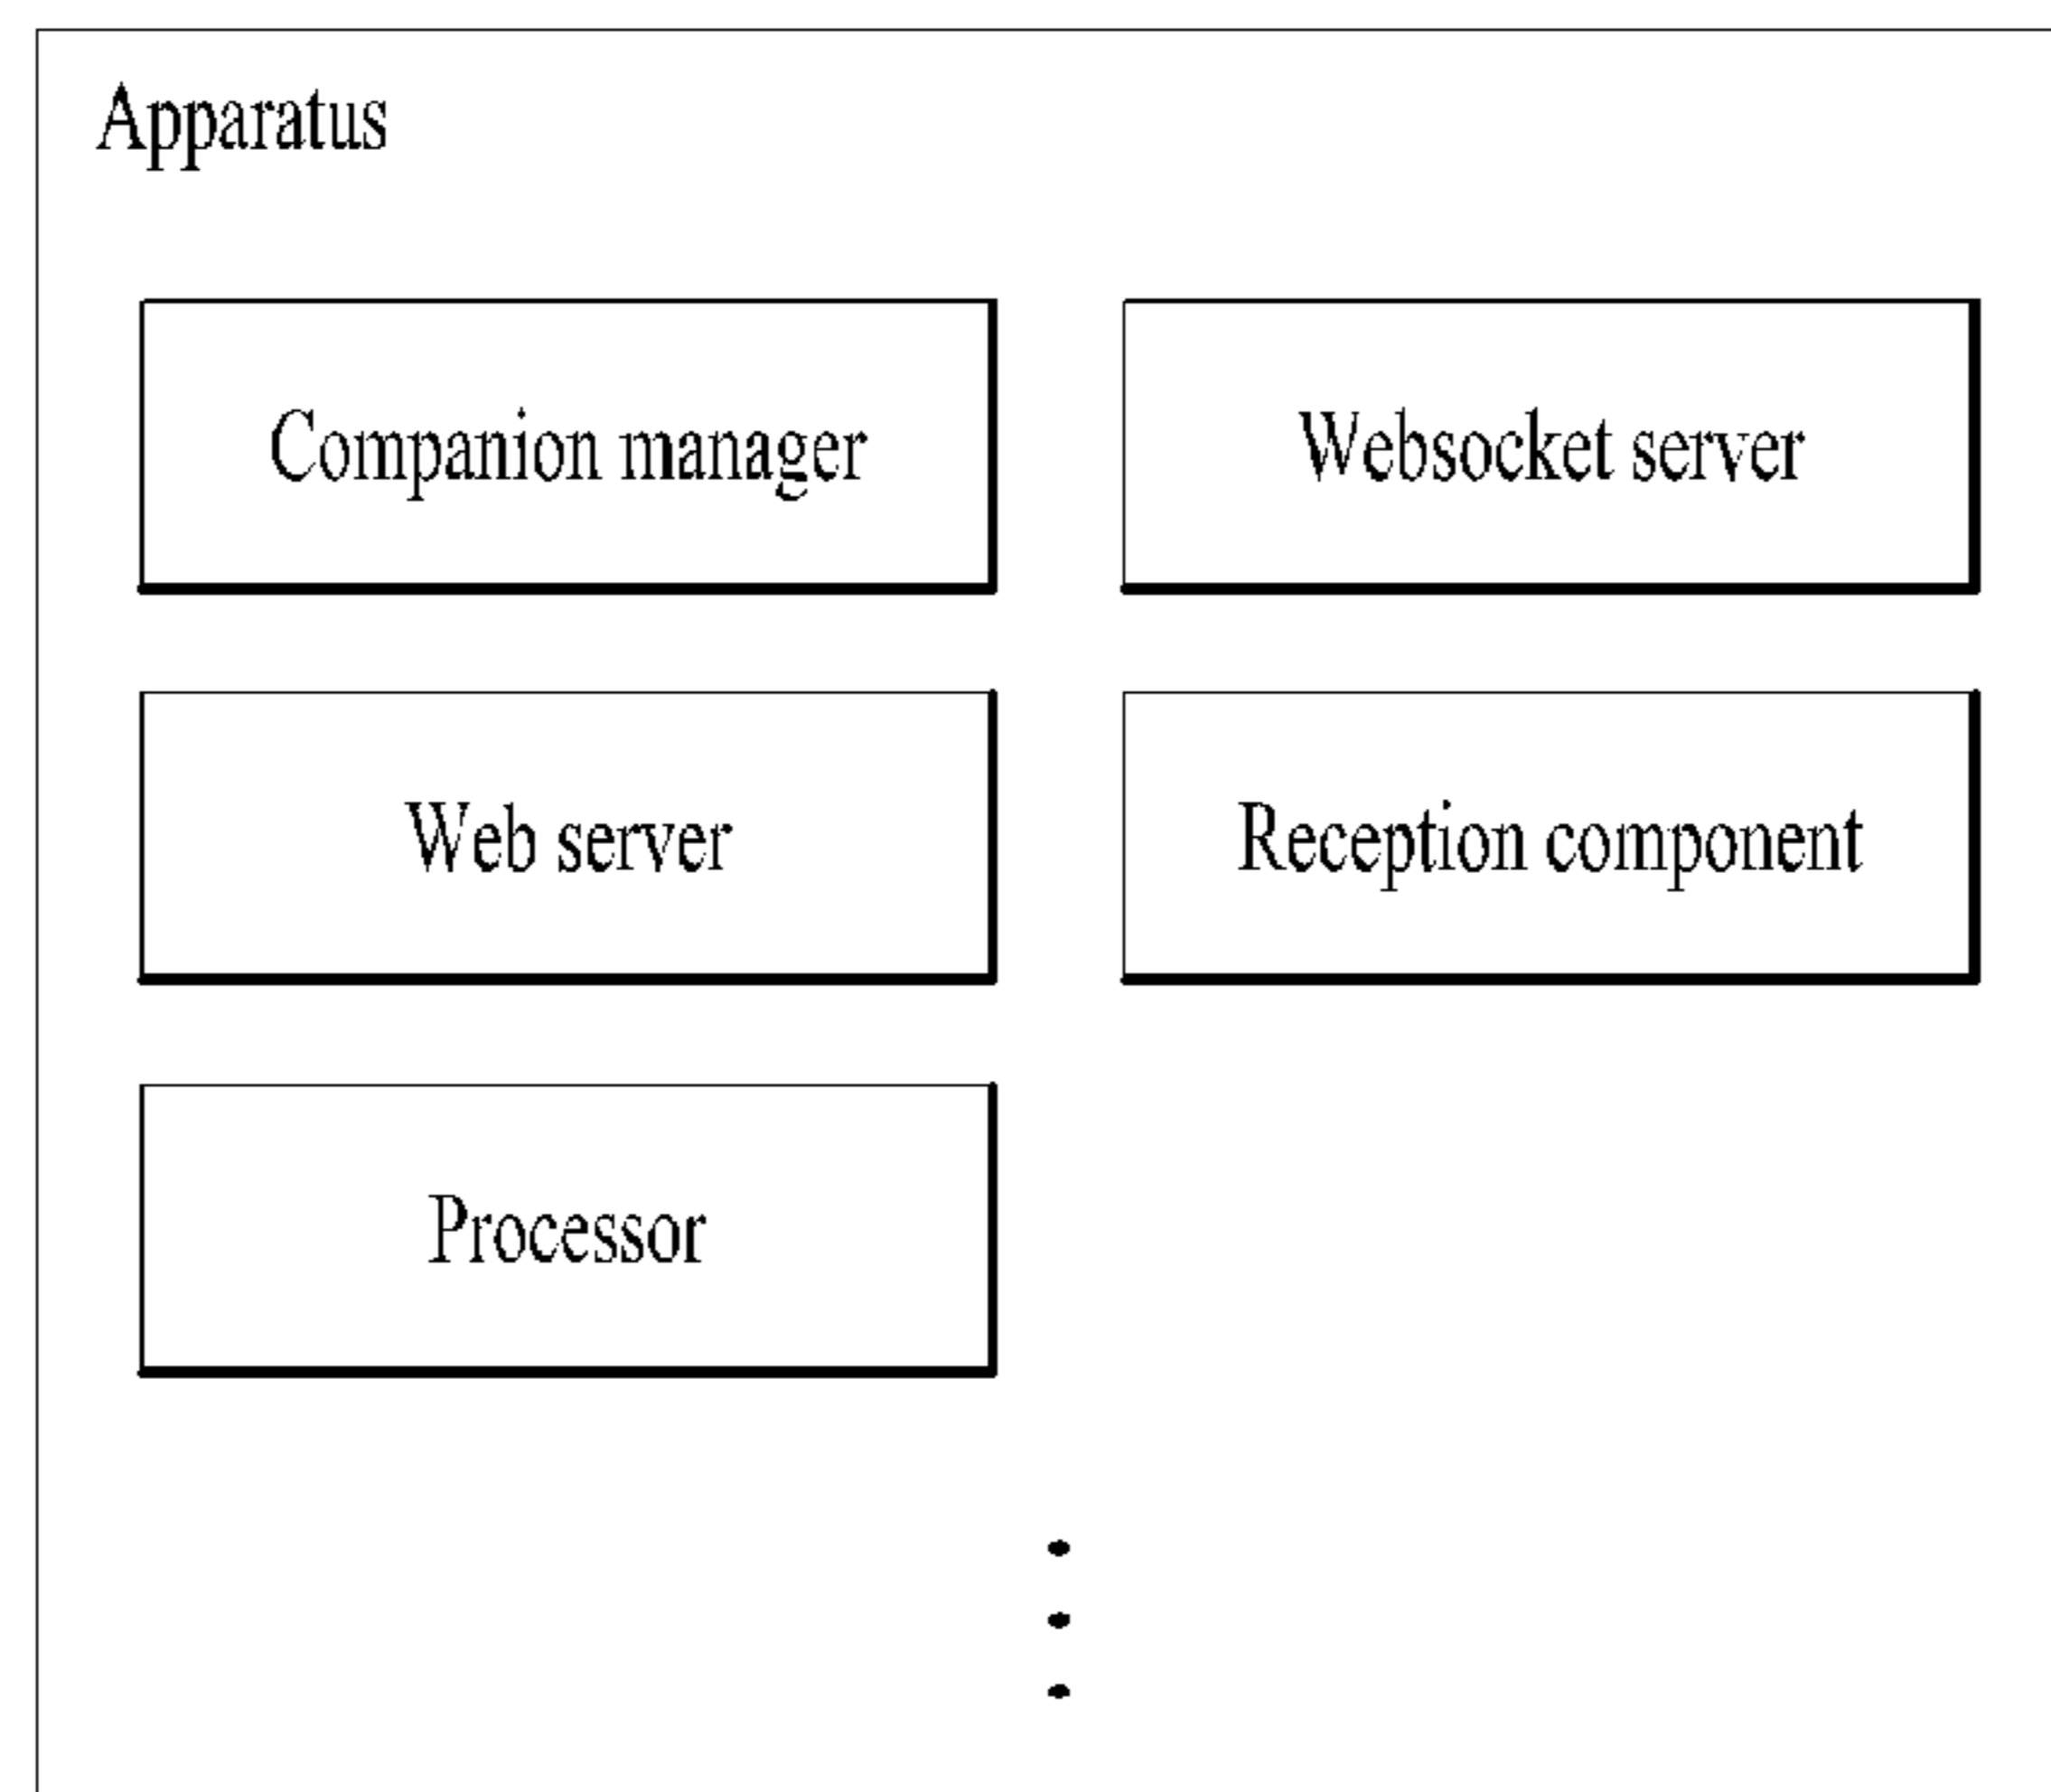 Apparatus
Companion manager
Websocket server
Web server
Reception component
Processor